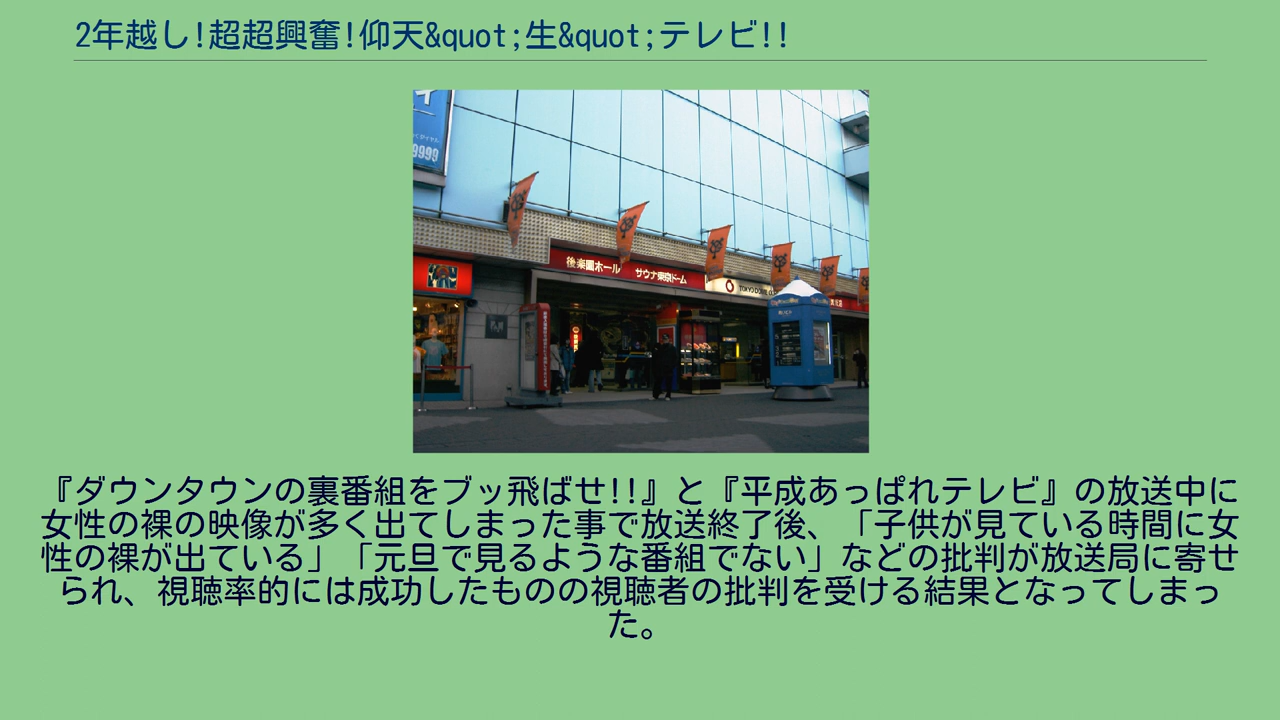 2年越し!超超興奮!仰天&quot;生&quot;テレビ!!
9999
後楽園ホール サウナ東京ドーム
『ダウンタウンの裏番組をブッ飛ばせ!!』と『平成あっぱれテレビ』の放送中に
女性の裸の映像が多く出てしまった事で放送終了後、「子供が見ている時間に女
性の裸が出ている」「元旦で見るような番組でない」などの批判が放送局に寄せ
られ、視聴率的には成功したものの視聴者の批判を受ける結果となってしまっ
た。